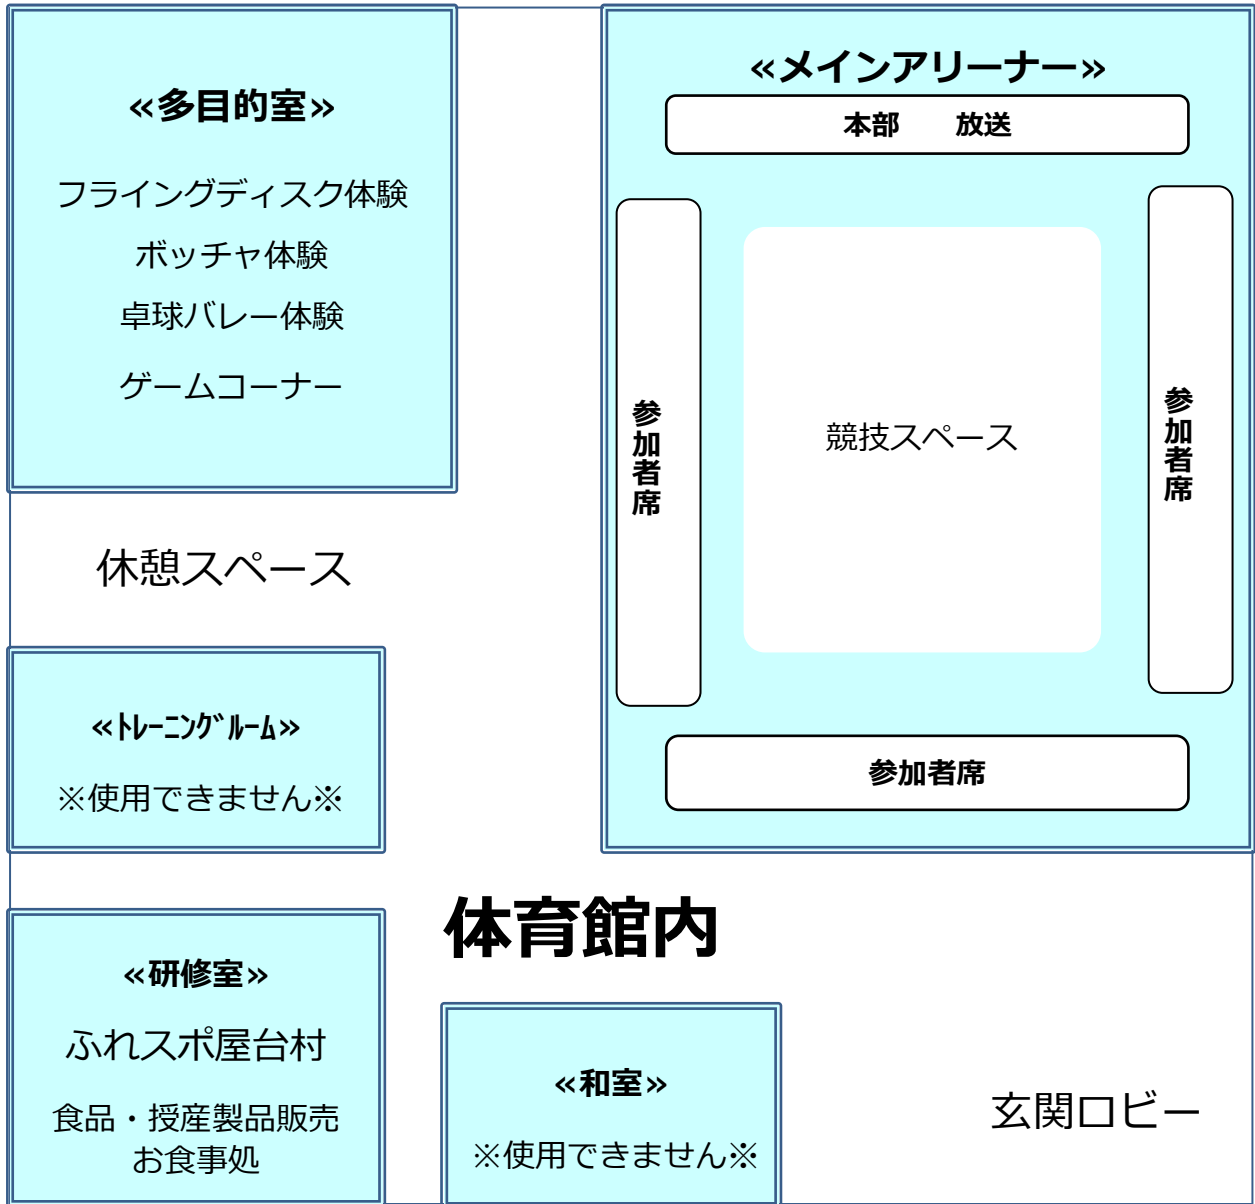 «多目的室»
フライングディスク体験
ボッチャ体験
卓球バレー体験
ゲームコーナー
«メインアリーナー»
本部　　放送
参加者席
競技スペース
参加者席
参加者席
休憩スペース
«ﾄﾚｰﾆﾝｸﾞﾙｰﾑ»
※使用できません※
体育館内
«研修室»
ふれスポ屋台村
食品・授産製品販売
お食事処
«和室»
※使用できません※
玄関ロビー